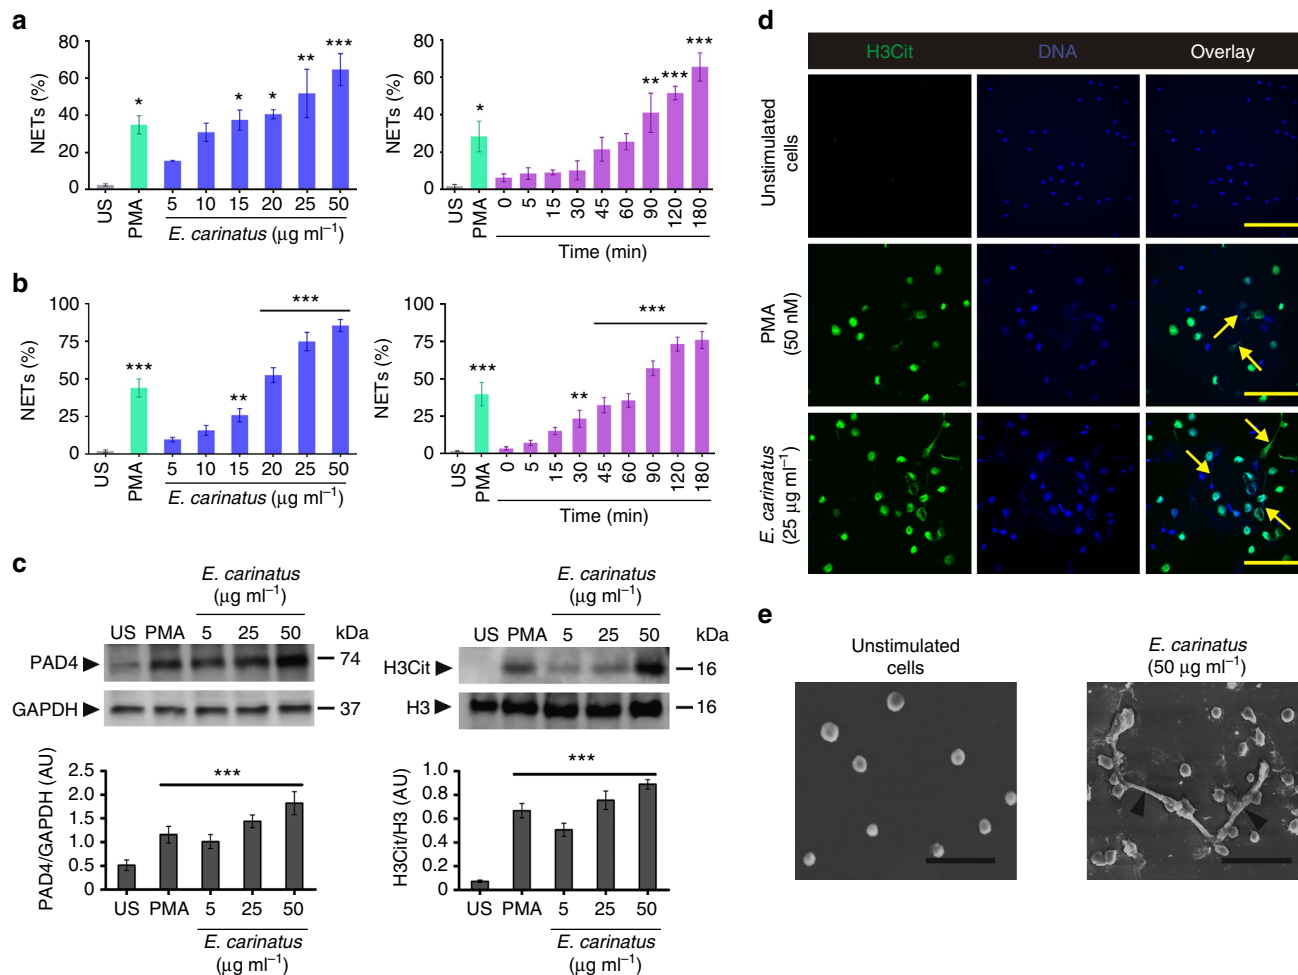 a
NETs (%)
80
60
40
20
0
* * * ** ***
US PMA 5 10 15 20 25 50
E. carinatus (μg ml⁻¹)
NETs (%)
80
60
40
20
0
* ** *** ***
US PMA 0 5 15 30 45 60 90 120 180
Time (min)
b
NETs (%)
100
75
50
25
0
*** ** ***
US PMA 5 10 15 20 25 50
E. carinatus (μg ml⁻¹)
NETs (%)
100
75
50
25
0
*** ** ***
US PMA 0 5 15 30 45 60 90 120 180
Time (min)
c
E. carinatus
(μg ml⁻¹)
US PMA 5 25 50 kDa
PAD4 74
GAPDH 37
PAD4/GAPDH (AU)
2.5
2.0
1.5
1.0
0.5
0
***
US PMA 5 25 50
E. carinatus
(μg ml⁻¹)
E. carinatus
(μg ml⁻¹)
US PMA 5 25 50 kDa
H3Cit 16
H3 16
H3Cit/H3 (AU)
1.0
0.8
0.6
0.4
0.2
0
***
US PMA 5 25 50
E. carinatus
(μg ml⁻¹)
d
H3Cit DNA Overlay
Unstimulated
cells
PMA
(50 nM)
E. carinatus
(25 μg ml⁻¹)
e
Unstimulated
cells
E. carinatus
(50 μg ml⁻¹)